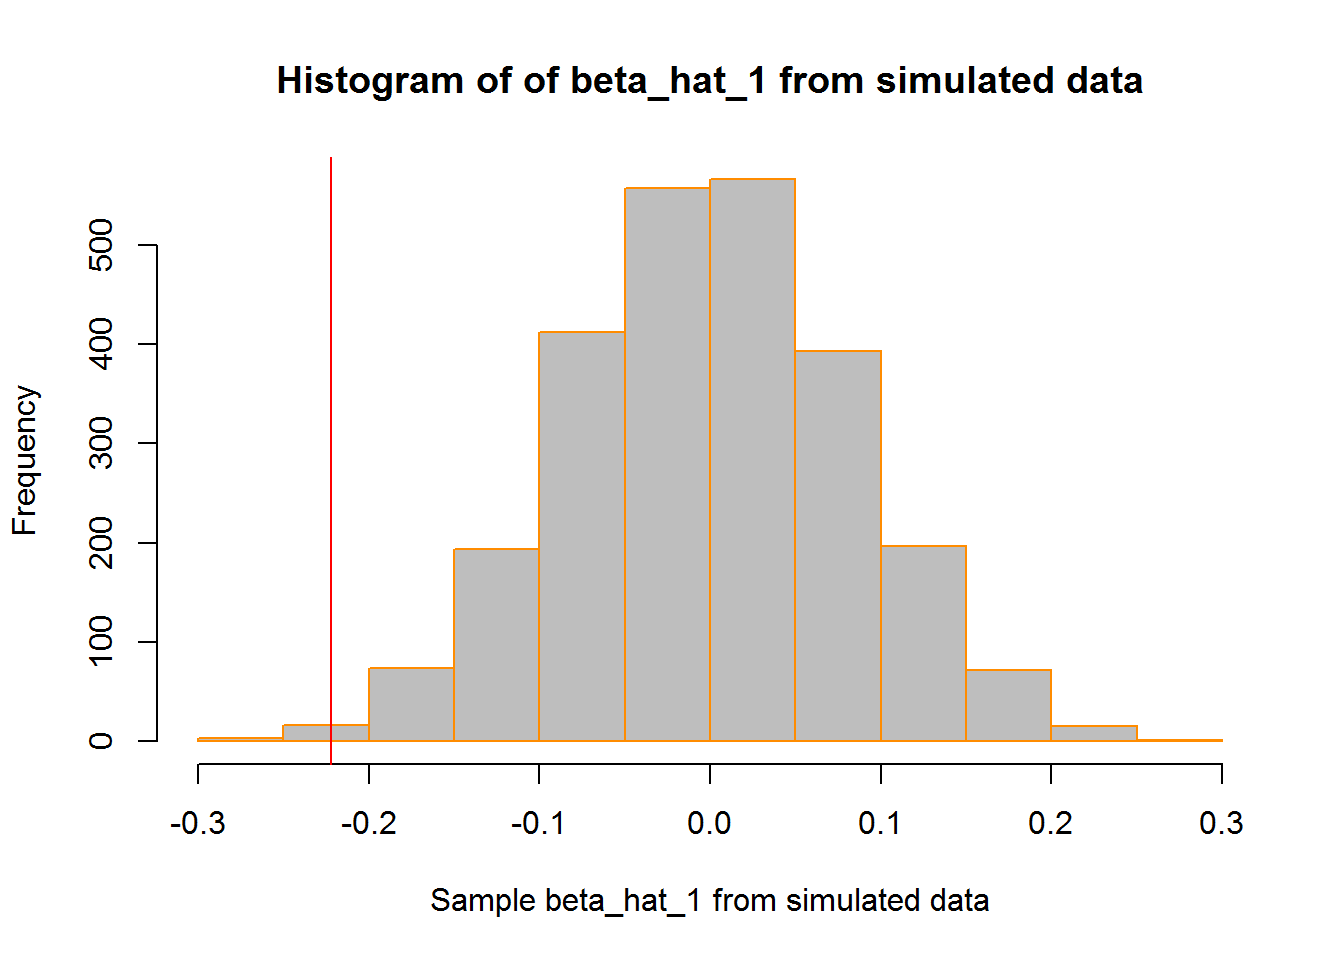 Histogram of of beta_hat_1 from simulated data
Frequency
500
400
300
200
100
0
-0.3 -0.2 -0.1 0.0 0.1 0.2 0.3
Sample beta_hat_1 from simulated data